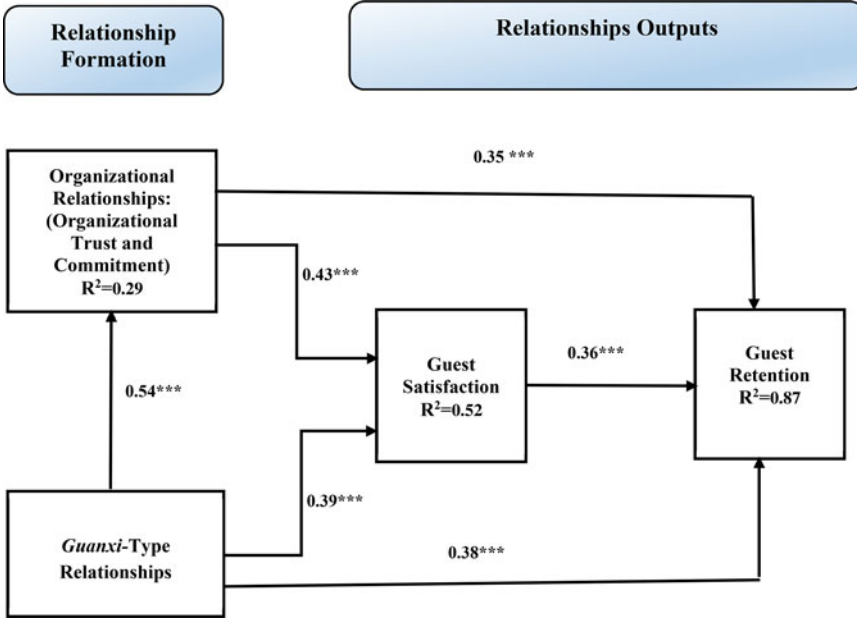 Relationship
Formation
Relationships Outputs
0.35 ***
Organizational
Relationships:
(Organizational
Trust and
Commitment)
R²=0.29
0.43***
Guest
Satisfaction
R²=0.52
0.36***
Guest
Retention
R²=0.87
0.54***
0.39***
Guanxi-Type
Relationships
0.38***